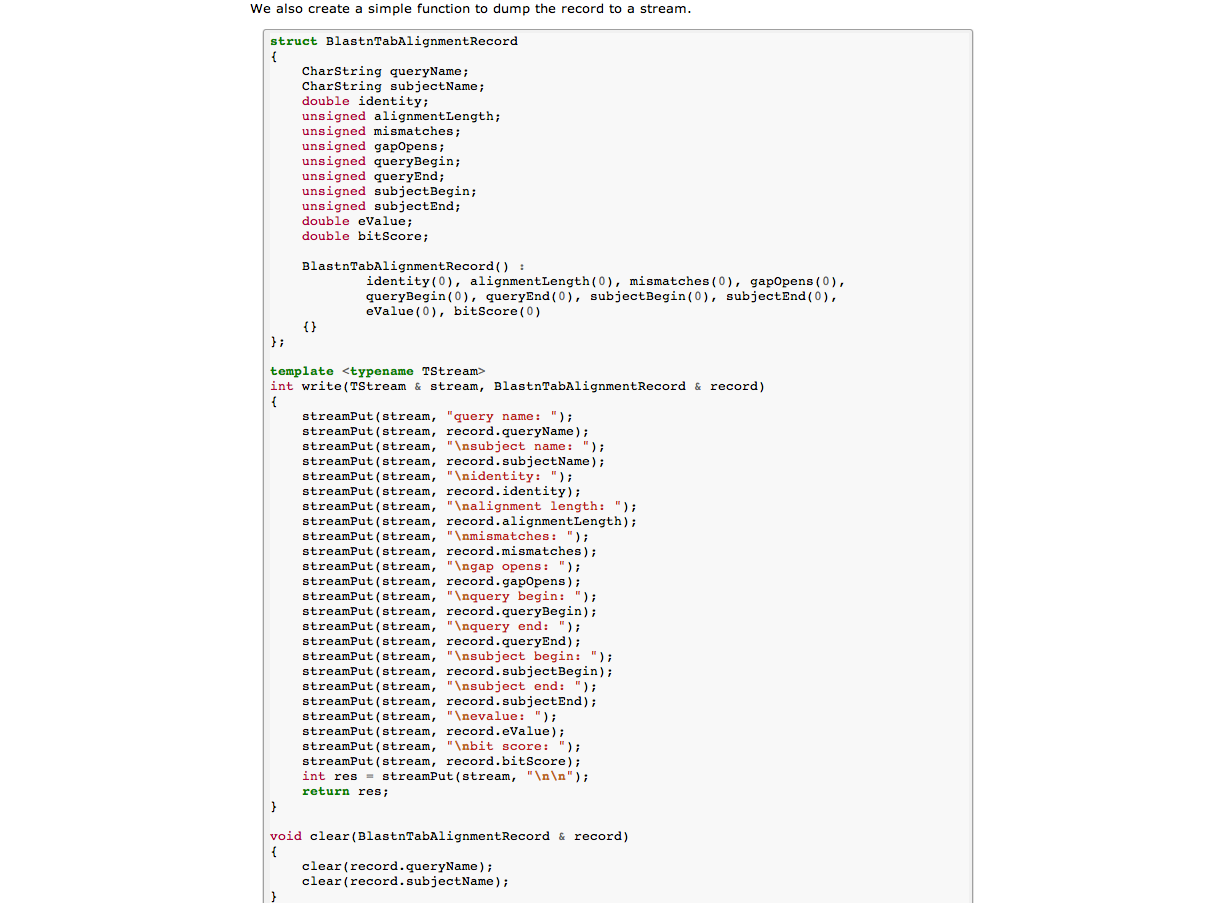 We also create a simple function to dump the record to a stream.
struct BlastnTabAlignmentRecord
{
    CharString queryName;
    CharString subjectName;
    double identity;
    unsigned alignmentLength;
    unsigned mismatches;
    unsigned gapOpens;
    unsigned queryBegin;
    unsigned queryEnd;
    unsigned subjectBegin;
    unsigned subjectEnd;
    double eValue;
    double bitScore;

    BlastnTabAlignmentRecord() :
            identity(0), alignmentLength(0), mismatches(0), gapOpens(0),
            queryBegin(0), queryEnd(0), subjectBegin(0), subjectEnd(0),
            eValue(0), bitScore(0)
    {}
};

template <typename TStream>
int write(TStream & stream, BlastnTabAlignmentRecord & record)
{
    streamPut(stream, "query name: ");
    streamPut(stream, record.queryName);
    streamPut(stream, "\nsubject name: ");
    streamPut(stream, record.subjectName);
    streamPut(stream, "\nidentity: ");
    streamPut(stream, record.identity);
    streamPut(stream, "\nalignment length: ");
    streamPut(stream, record.alignmentLength);
    streamPut(stream, "\nmismatches: ");
    streamPut(stream, record.mismatches);
    streamPut(stream, "\ngap opens: ");
    streamPut(stream, record.gapOpens);
    streamPut(stream, "\nquery begin: ");
    streamPut(stream, record.queryBegin);
    streamPut(stream, "\nquery end: ");
    streamPut(stream, record.queryEnd);
    streamPut(stream, "\nsubject begin: ");
    streamPut(stream, record.subjectBegin);
    streamPut(stream, "\nsubject end: ");
    streamPut(stream, record.subjectEnd);
    streamPut(stream, "\nevalue: ");
    streamPut(stream, record.eValue);
    streamPut(stream, "\nbit score: ");
    streamPut(stream, record.bitScore);
    int res = streamPut(stream, "\n\n");
    return res;
}

void clear(BlastnTabAlignmentRecord & record)
{
    clear(record.queryName);
    clear(record.subjectName);
}